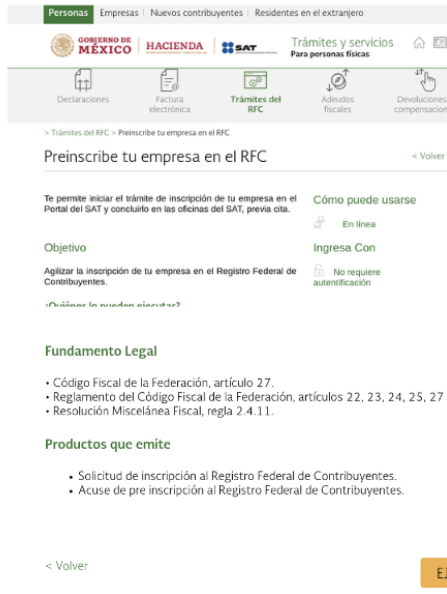 Personas Empresas Nuevos contribuyentes Residentes en el extranjero
GOBIERNO DE MÉXICO HACIENDA SAT
Trámites y servicios
Para personas físicas
Declaraciones
Factura electrónica
Trámites del RFC
Adeudos fiscales
Devoluciones
> Trámites del RFC > Preinscribe tu empresa en el RFC
Preinscribe tu empresa en el RFC < Volver
Te permite iniciar el trámite de inscripción de tu empresa en el
Portal del SAT y concluirlo en las oficinas del SAT, previa cita.
Cómo puede usarse
En línea
Objetivo
Ingresa Con
Agilizar la inscripción de tu empresa en el Registro Federal de
Contribuyentes.
No requiere
autentificación
¿Quiénes lo pueden ejecutar?
Fundamento Legal
• Código Fiscal de la Federación, artículo 27.
• Reglamento del Código Fiscal de la Federación, artículos 22, 23, 24, 25, 27
• Resolución Miscelánea Fiscal, regla 2.4.11.
Productos que emite
• Solicitud de inscripción al Registro Federal de Contribuyentes.
• Acuse de pre inscripción al Registro Federal de Contribuyentes.
< Volver